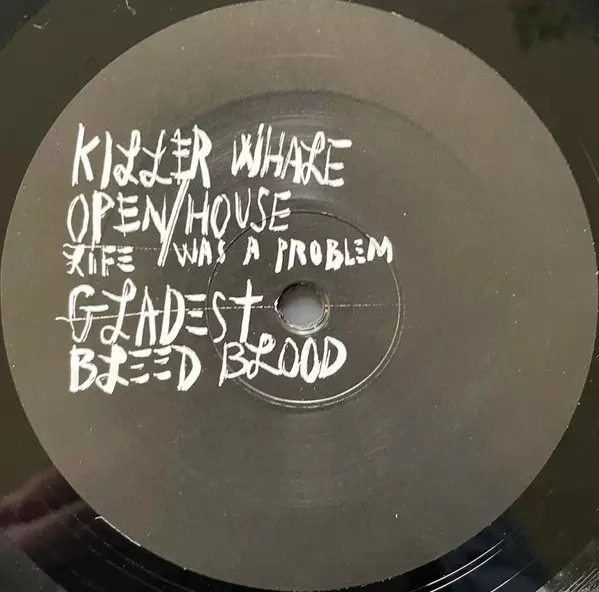 KILLER WHALE
OPEN/HOUSE
LIFE WAS A PROBLEM
GLADEST
BLEED BLOOD